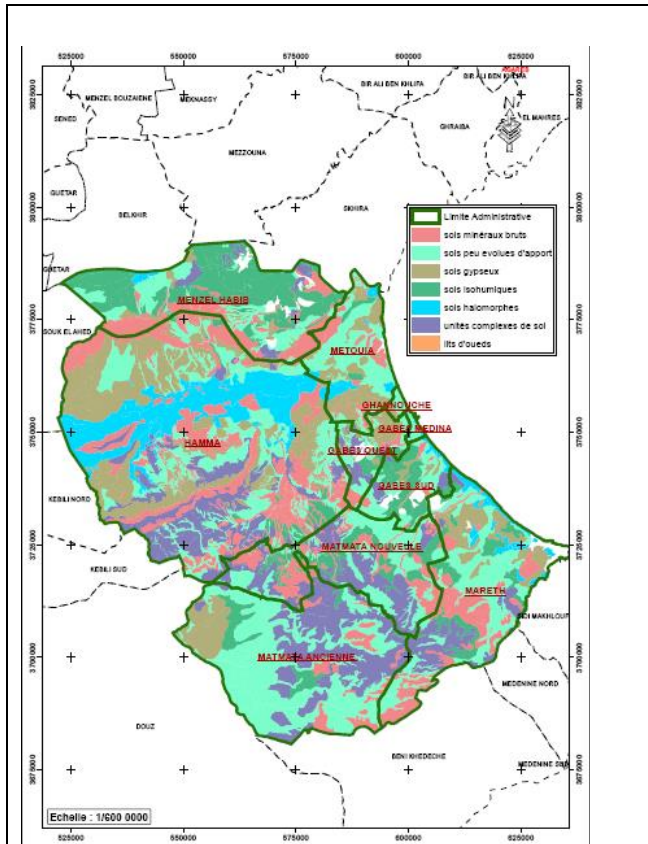 525000 550000 575000 600000 625000
BIR ALI BEN KHLIFA
BIR ALI BEN KHLIFA
MENZEL BOUZAIENE
MEKNASSY
SENED
GHRAIBA
EL MAHRES
N
MEZZOUNA
GUETAR
BELKHIR
SKHIRA
GUETAR
SOUK ELAHED
Limite Administrative
sols minéraux bruts
sols peu evolues d'apport
sols gypseux
sols isohumiques
sols halomorphes
unités complexes de sol
lits d'oueds
MENZEL HABIB
METOUIA
GHANNOUCHE
GABES MEDINA
HAMMA
GABES OUEST
GABES SUD
KEBILI NORD
MATMATA NOUVELLE
KEBILI SUD
MARETH
SIDI MAKHLOUF
MATMATA ANCIENNE
MEDENINE NORD
DOUZ
BENI KHEDECHE
MEDENINE SUD
3825000
3800000
3775000
3750000
3725000
3700000
3675000
Echelle : 1/600 0000
525000 550000 575000 600000 625000